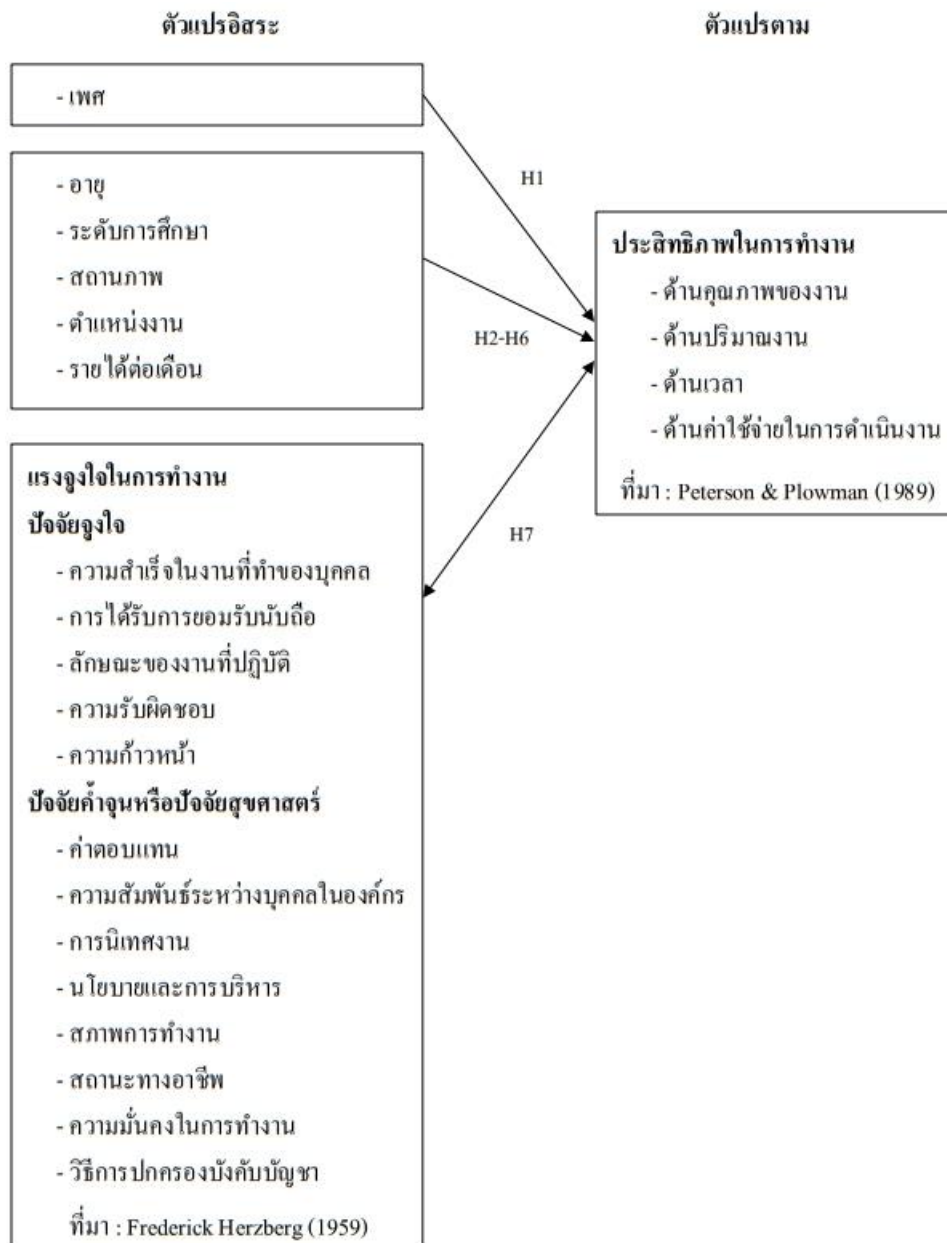 ตัวแปรอิสระ
ตัวแปรตาม
- เพศ
- อายุ
- ระดับการศึกษา
- สถานภาพ
- ตำแหน่งงาน
- รายได้ต่อเดือน
H1
H2-H6
H7
แรงจูงใจในการทำงาน
ปัจจัยจูงใจ
- ความสำเร็จในงานที่ทำของบุคคล
- การได้รับการยอมรับนับถือ
- ลักษณะของงานที่ปฏิบัติ
- ความรับผิดชอบ
- ความก้าวหน้า
ปัจจัยค้ำจุนหรือปัจจัยสุขศาสตร์
- ค่าตอบแทน
- ความสัมพันธ์ระหว่างบุคคลในองค์กร
- การนิเทศงาน
- นโยบายและการบริหาร
- สภาพการทำงาน
- สถานะทางอาชีพ
- ความมั่นคงในการทำงาน
- วิธีการปกครองบังคับบัญชา
ที่มา : Frederick Herzberg (1959)
ประสิทธิภาพในการทำงาน
- ด้านคุณภาพของงาน
- ด้านปริมาณงาน
- ด้านเวลา
- ด้านค่าใช้จ่ายในการดำเนินงาน
ที่มา : Peterson & Plowman (1989)